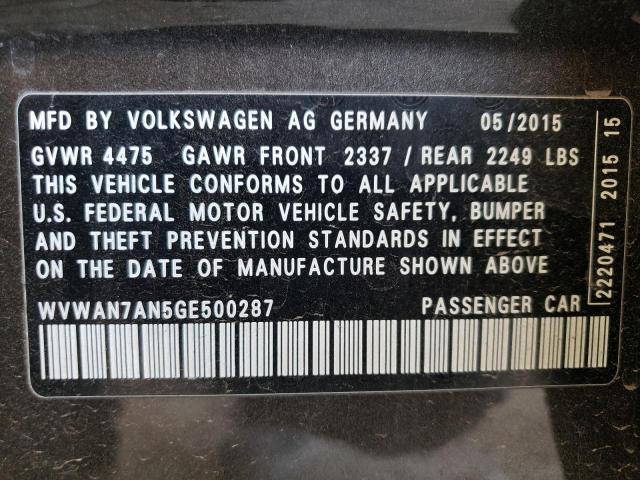 MFD BY VOLKSWAGEN AG GERMANY 05/2015
GVWR 4475 GAWR FRONT 2337 / REAR 2249 LBS
THIS VEHICLE CONFORMS TO ALL APPLICABLE
U.S. FEDERAL MOTOR VEHICLE SAFETY, BUMPER
AND THEFT PREVENTION STANDARDS IN EFFECT
ON THE DATE OF MANUFACTURE SHOWN ABOVE
WVWAN7AN5GE500287 PASSENGER CAR
2220471 2015 15